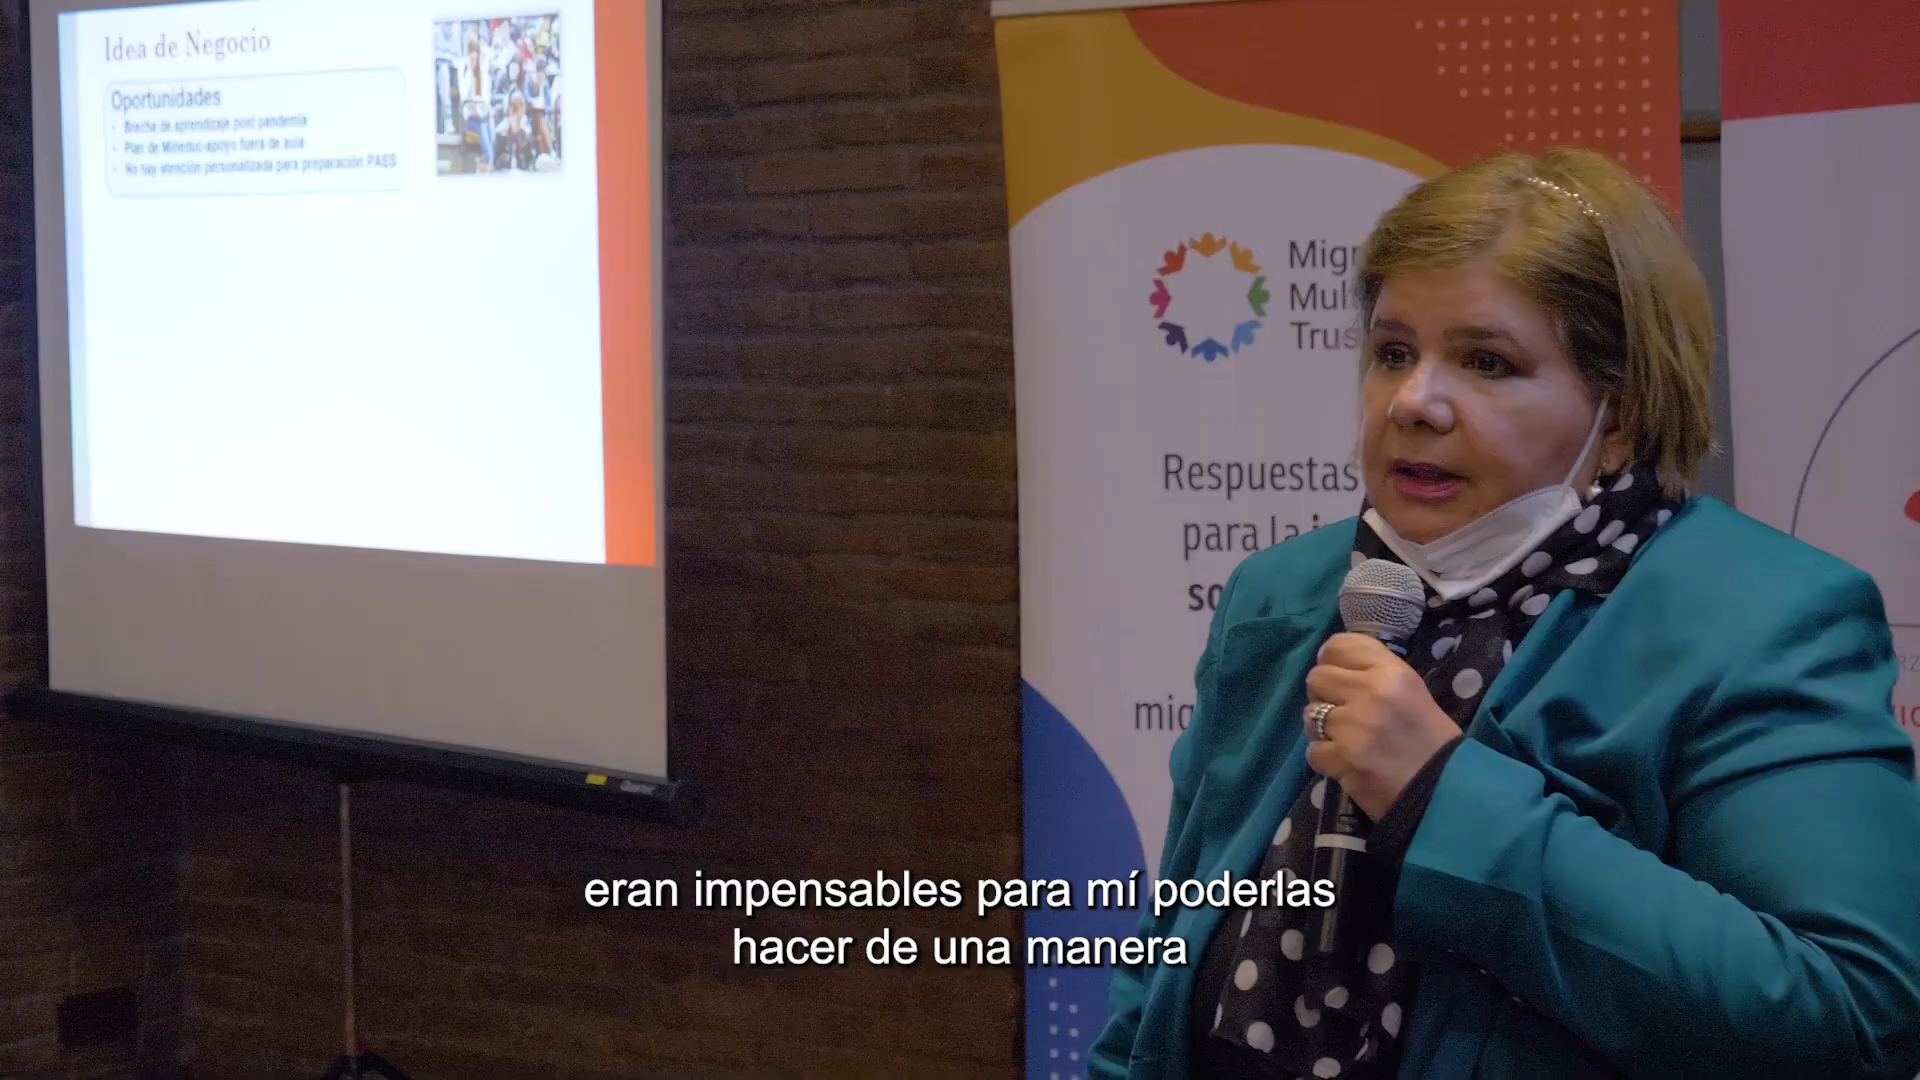 Idea de Negocio
Oportunidades
Brecha de aprendizaje post pandemia
Plan de Mineduc-apoyo fuera de aula
No hay atención personalizada para preparación PAES
Migr
Mult
Trus
Respuestas
para la
so
mig
eran impensables para mí poderlas
hacer de una manera